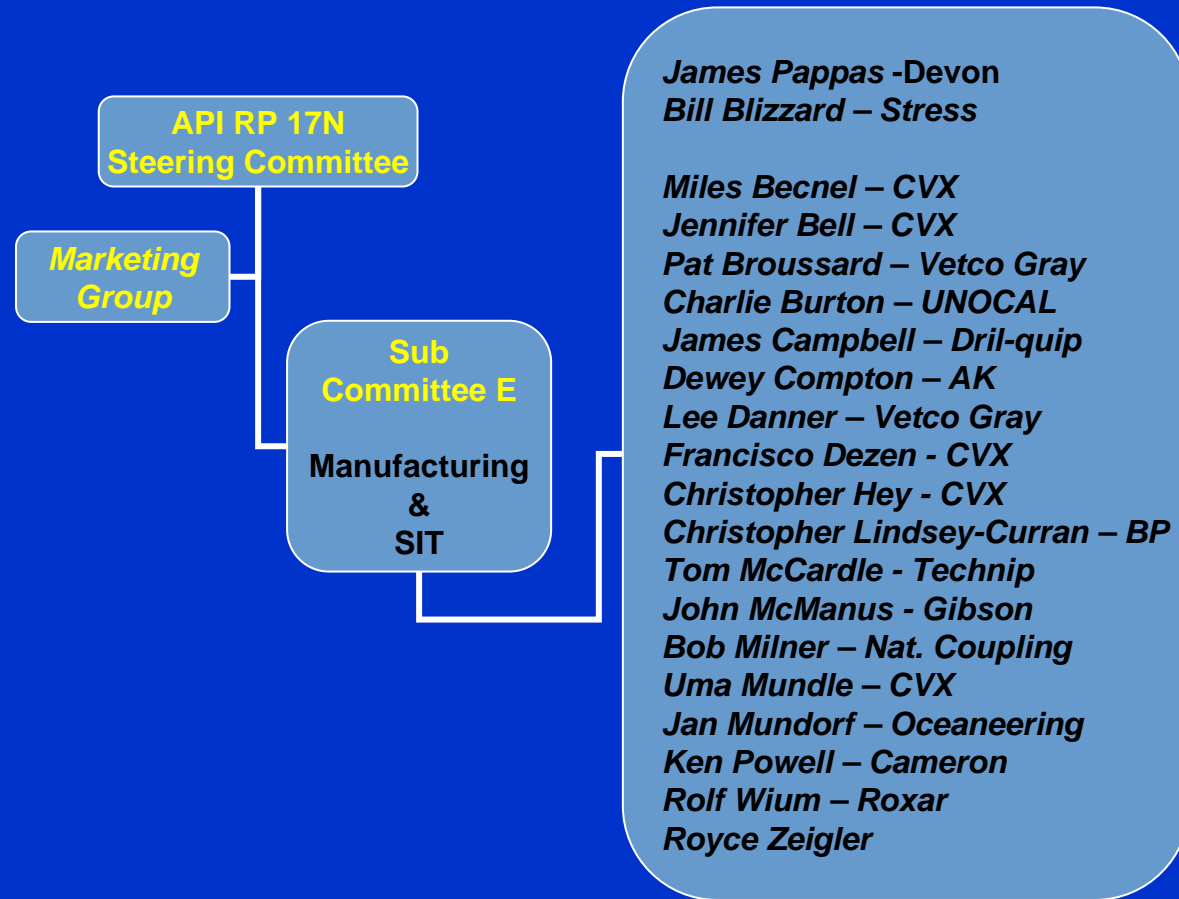 API RP 17N
Steering Committee
Marketing
Group
Sub
Committee E
Manufacturing
&
SIT
James Pappas -Devon
Bill Blizzard – Stress
Miles Becnel – CVX
Jennifer Bell – CVX
Pat Broussard – Vetco Gray
Charlie Burton – UNOCAL
James Campbell – Dril-quip
Dewey Compton – AK
Lee Danner – Vetco Gray
Francisco Dezen - CVX
Christopher Hey - CVX
Christopher Lindsey-Curran – BP
Tom McCardle - Technip
John McManus - Gibson
Bob Milner – Nat. Coupling
Uma Mundle – CVX
Jan Mundorf – Oceaneering
Ken Powell – Cameron
Rolf Wium – Roxar
Royce Zeigler